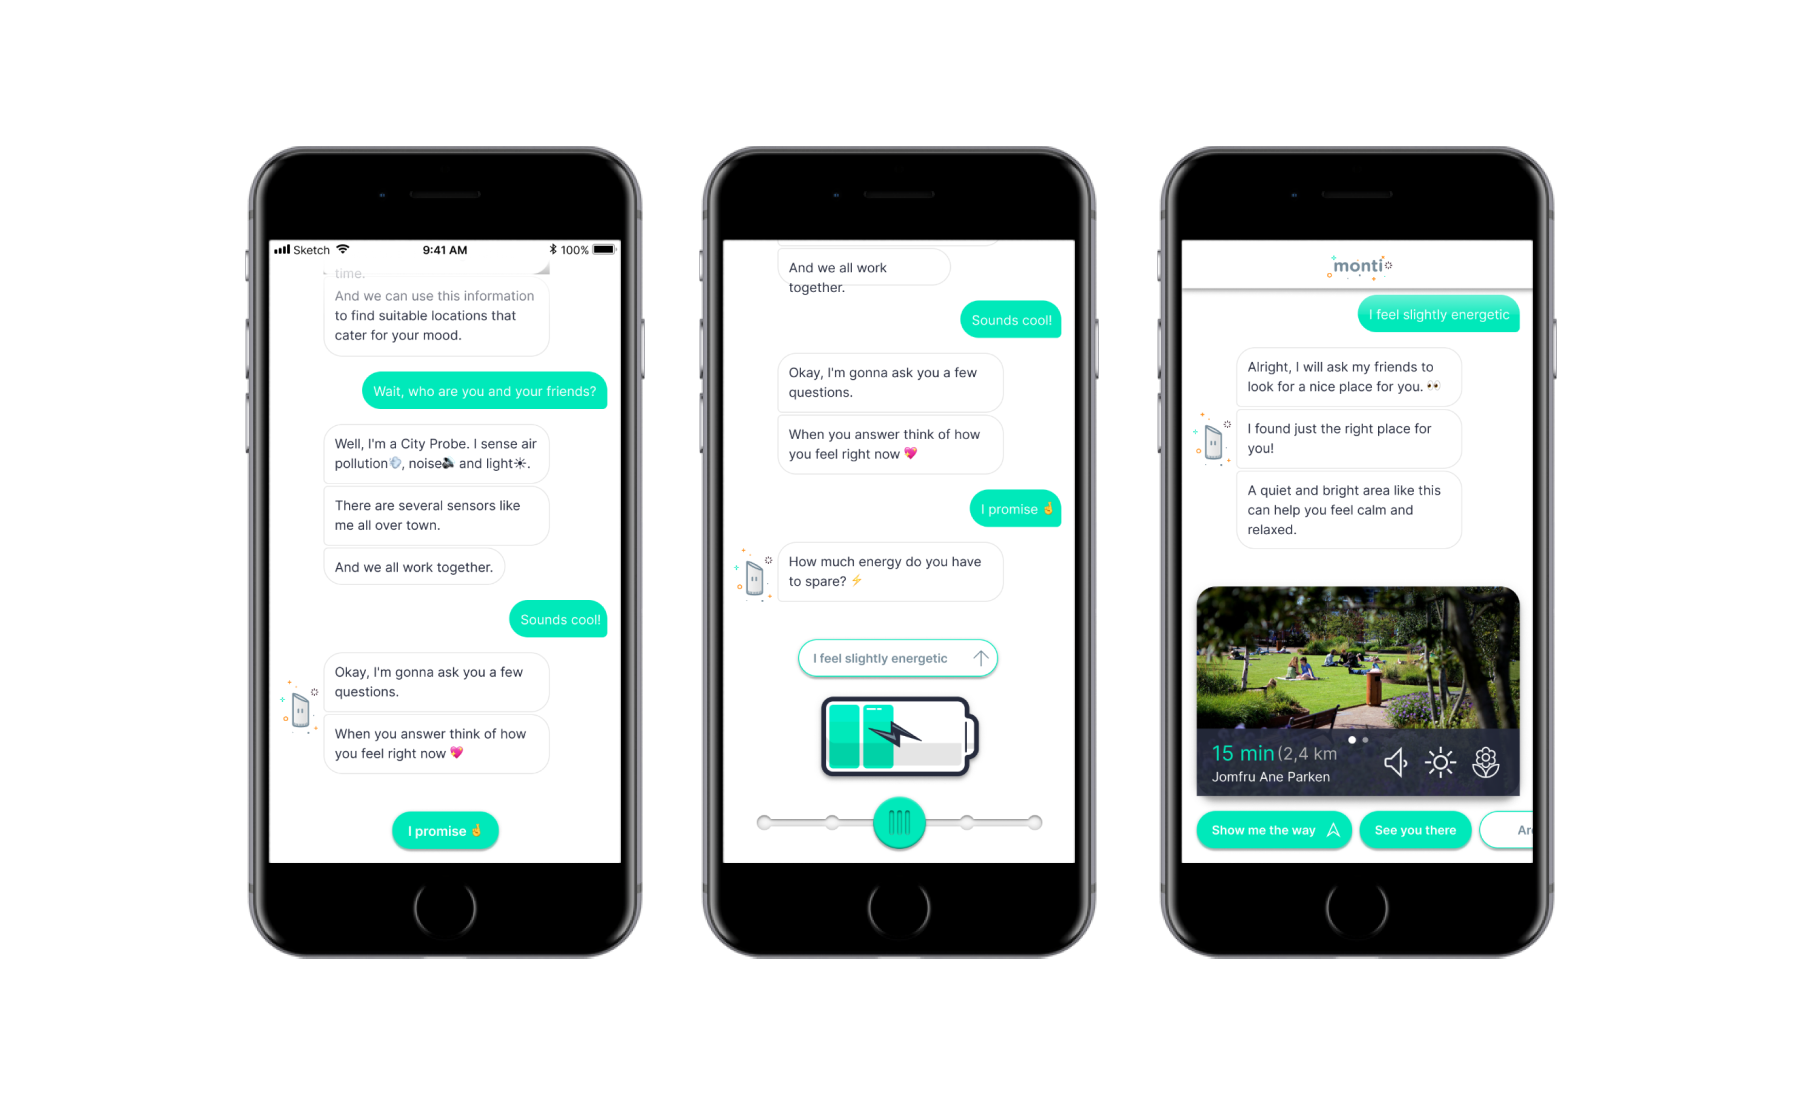 Sketch
9:41 AM
100%
time.
And we can use this information
to find suitable locations that
cater for your mood.
Wait, who are you and your friends?
Well, I'm a City Probe. I sense air
pollution💨, noise🔊 and light☀.
There are several sensors like
me all over town.
And we all work together.
Sounds cool!
Okay, I'm gonna ask you a few
questions.
When you answer think of how
you feel right now 💖
I promise 🤞
And we all work
together.
Sounds cool!
Okay, I'm gonna ask you a few
questions.
When you answer think of how
you feel right now 💖
I promise 🤞
How much energy do you have
to spare? ⚡
I feel slightly energetic
monti
I feel slightly energetic
Alright, I will ask my friends to
look for a nice place for you. 👀
I found just the right place for
you!
A quiet and bright area like this
can help you feel calm and
relaxed.
15 min (2,4 km
Jomfru Ane Parken
Show me the way
See you there